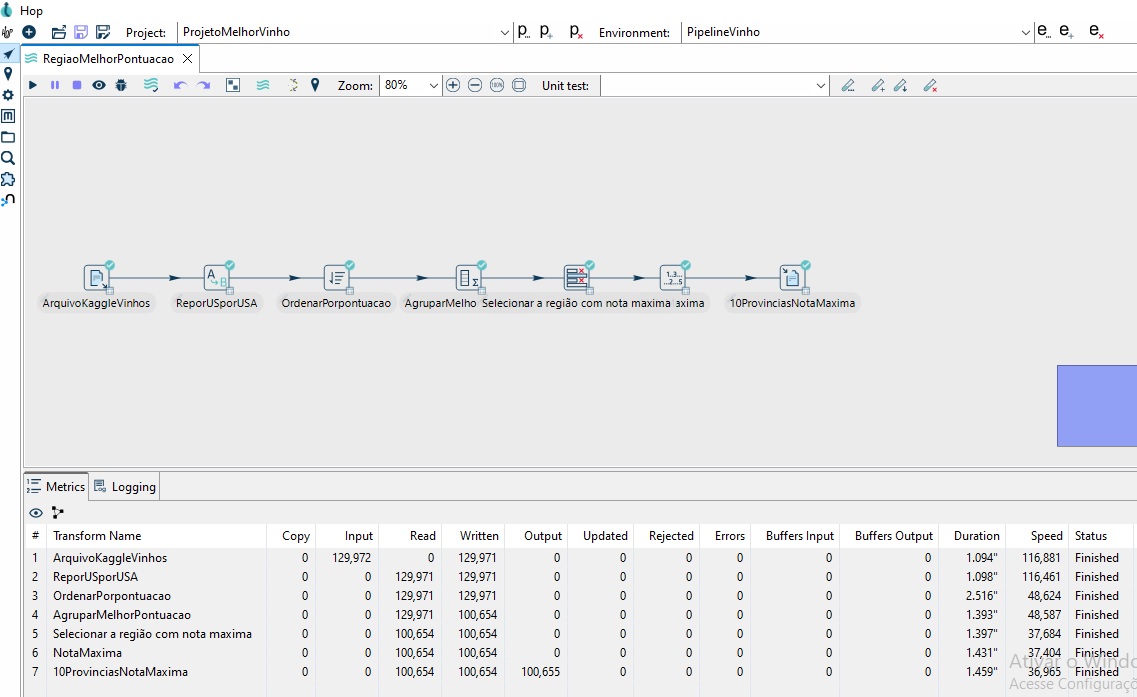 Hop
Project: ProjetoMelhorVinho Environment: PipelineVinho
RegiaoMelhorPontuacao
Zoom: 80% 100% Unit test:
A B Σ 1..3... ...2...5
ArquivoKaggleVinhos ReporUSporUSA OrdenarPorpontuacao AgruparMelho Selecionar a região com nota maxima axima 10ProvinciasNotaMaxima
Metrics Logging
# Transform Name Copy Input Read Written Output Updated Rejected Errors Buffers Input Buffers Output Duration Speed Status
1 ArquivoKaggleVinhos 0 129,972 0 129,971 0 0 0 0 0 0 1.094" 116,881 Finished
2 ReporUSporUSA 0 0 129,971 129,971 0 0 0 0 0 0 1.098" 116,461 Finished
3 OrdenarPorpontuacao 0 0 129,971 129,971 0 0 0 0 0 0 2.516" 48,624 Finished
4 AgruparMelhorPontuacao 0 0 129,971 100,654 0 0 0 0 0 0 1.393" 48,587 Finished
5 Selecionar a região com nota maxima 0 0 100,654 100,654 0 0 0 0 0 0 1.397" 37,684 Finished
6 NotaMaxima 0 0 100,654 100,654 0 0 0 0 0 0 1.431" 37,404 Finished
7 10ProvinciasNotaMaxima 0 0 100,654 100,654 100,655 0 0 0 0 0 1.459" 36,965 Finished
Ativar o Windo
Acesse Configuraçõ